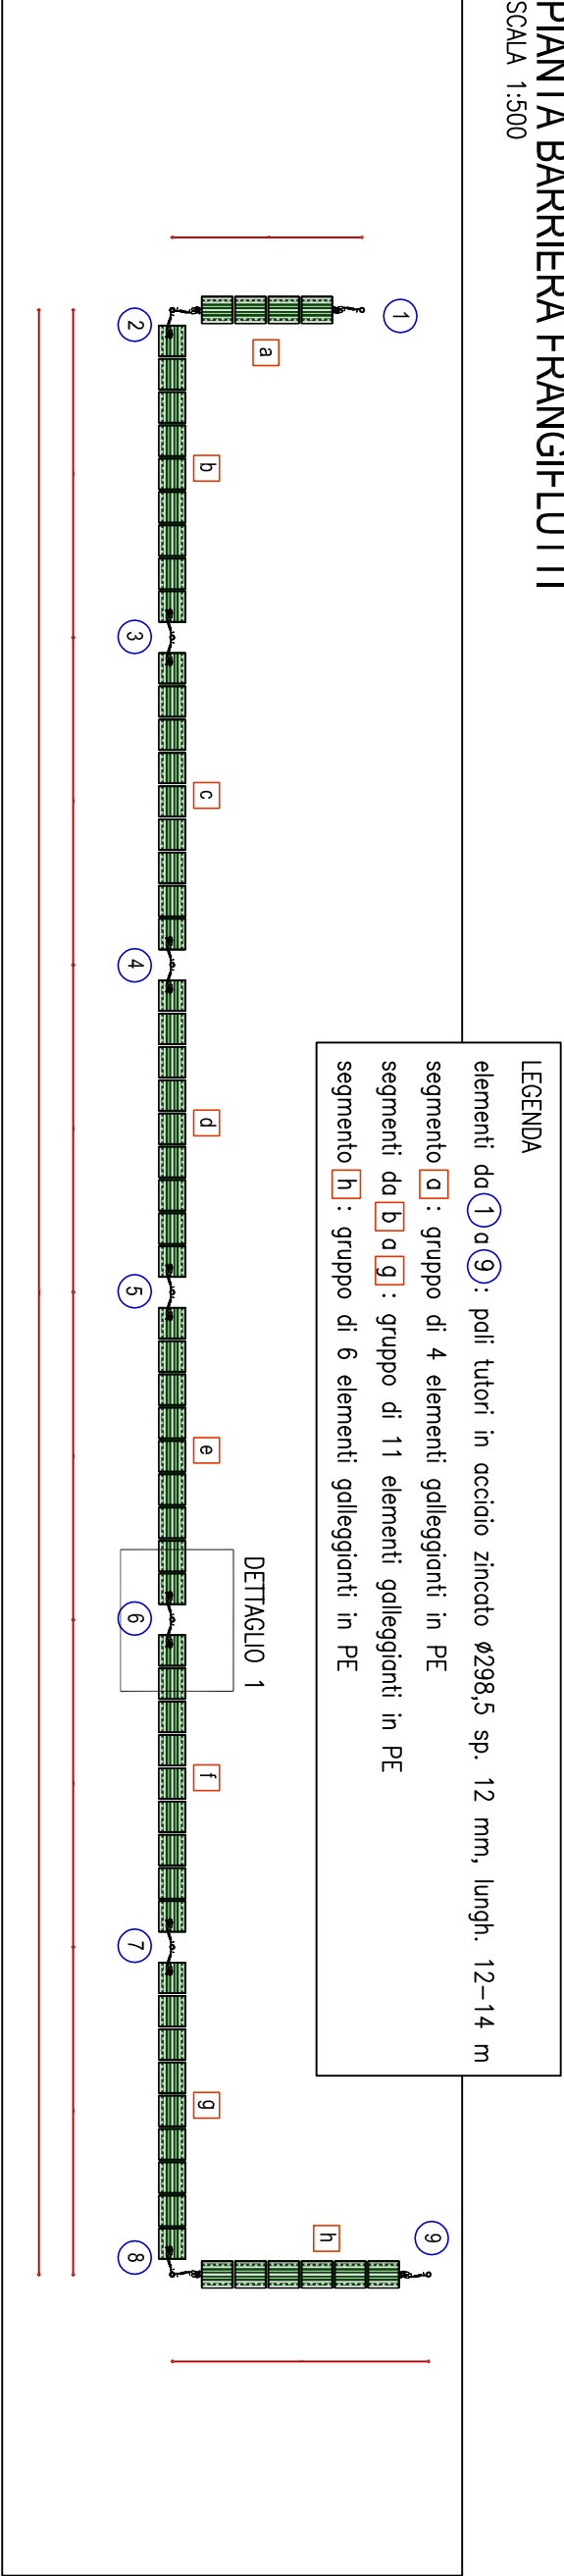 PIANTA BARRIERA FRANGIFLUTTI
SCALA 1:500
LEGENDA
elementi da 1 a 9 : pali tutori in acciaio zincato Ø298,5 sp. 12 mm, lungh. 12-14 m
segmento a : gruppo di 4 elementi galleggianti in PE
segmenti da b a g : gruppo di 11 elementi galleggianti in PE
segmento h : gruppo di 6 elementi galleggianti in PE
1
9
a
h
DETTAGLIO 1
b
c
d
e
f
g
2
3
4
5
6
7
8